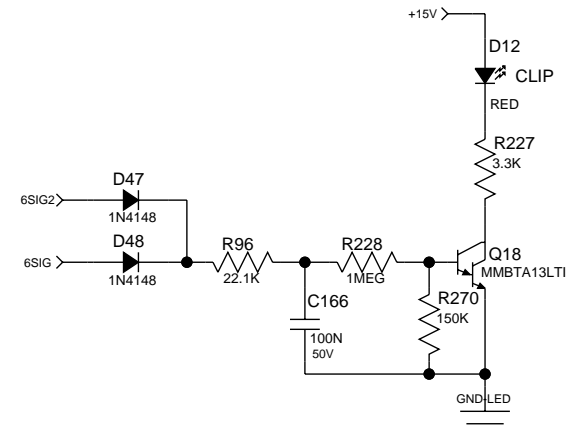 +15V
D12
CLIP
RED
R227
3.3K
D47
6SIG2
1N4148
D48
6SIG
1N4148
R96
22.1K
R228
1MEG
Q18
MMBTA13LTI
C166
100N
50V
R270
150K
GND-LED